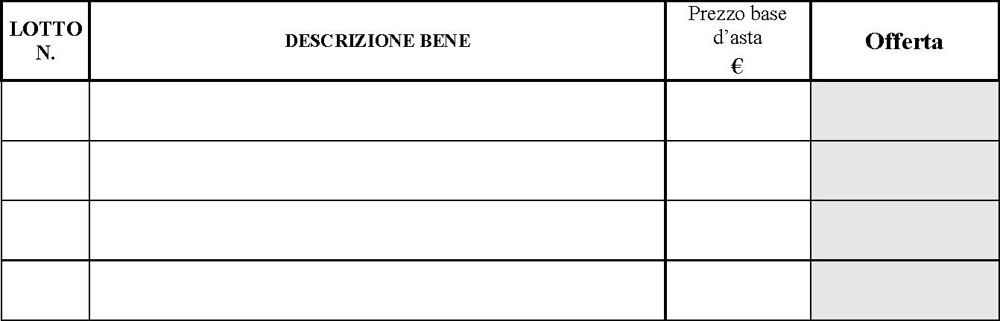 LOTTO
N.
DESCRIZIONE BENE
Prezzo base
d’asta
€
Offerta